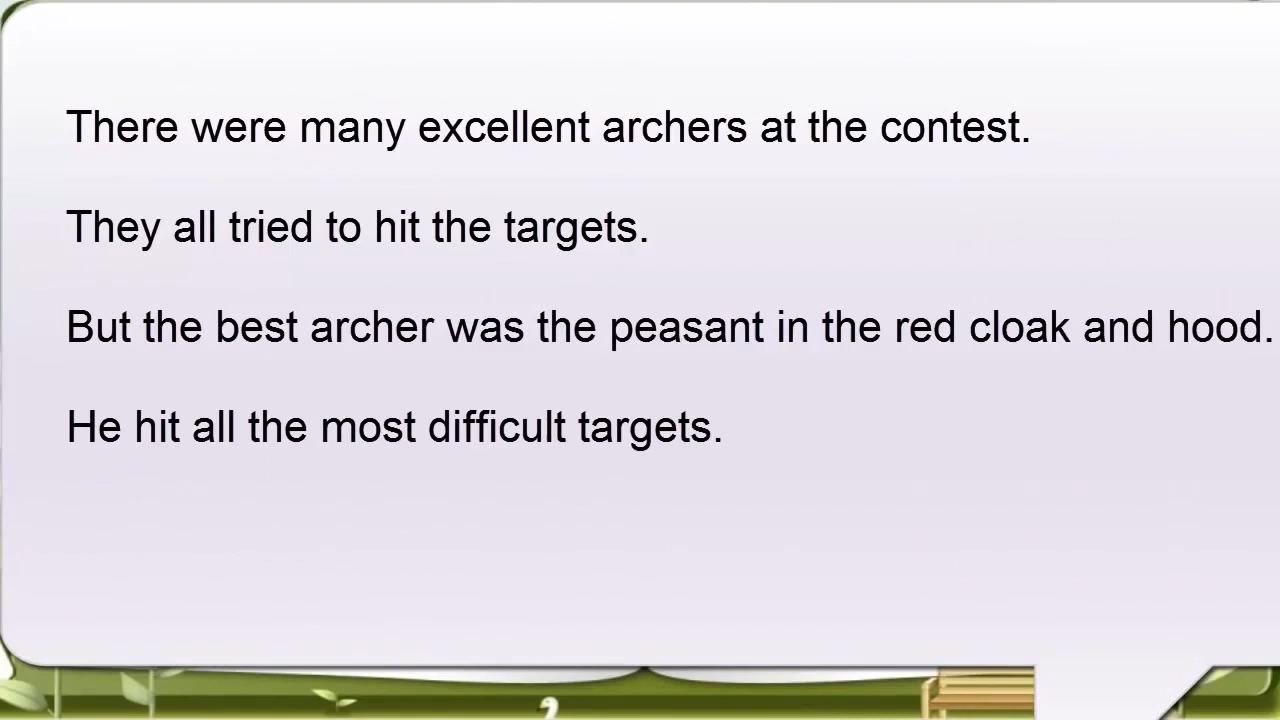 There were many excellent archers at the contest.
They all tried to hit the targets.
But the best archer was the peasant in the red cloak and hood.
He hit all the most difficult targets.